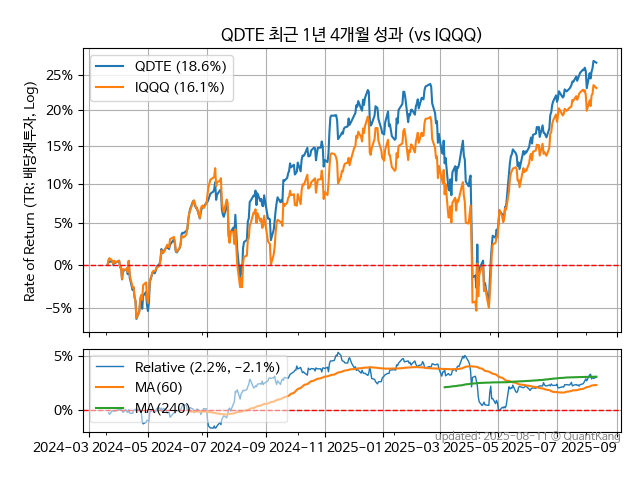 QDTE 최근 1년 4개월 성과 (vs IQQQ)
Rate of Return (TR: 배당재투자, Log)
25%
20%
15%
10%
5%
0%
−5%
QDTE (18.6%)
IQQQ (16.1%)
5%
0%
Relative (2.2%, −2.1%)
MA(60)
MA(240)
2024-03 2024-05 2024-07 2024-09 2024-11 2025-01 2025-03 2025-05 2025-07 2025-09
updated: 2025-08-11 © QuantKang